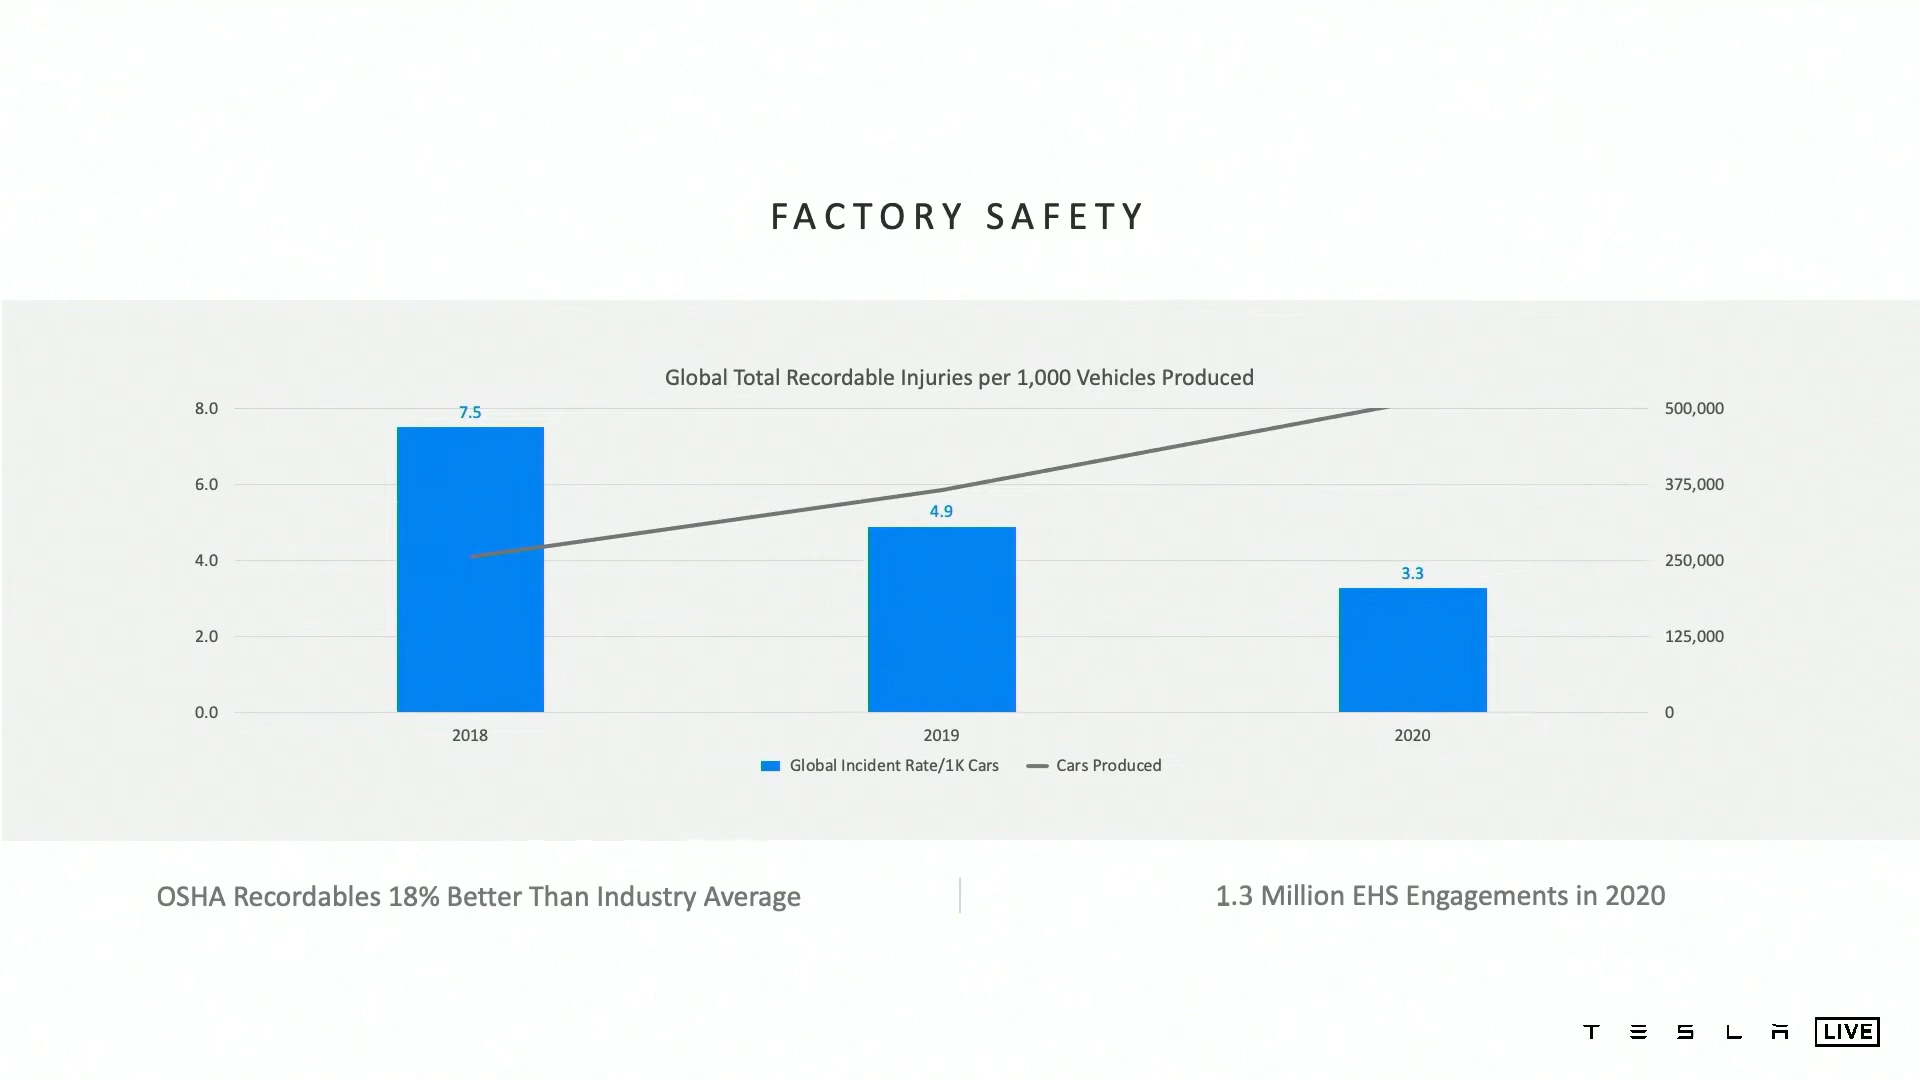 FACTORY SAFETY
Global Total Recordable Injuries per 1,000 Vehicles Produced
8.0
7.5
500,000
6.0
375,000
4.9
4.0
250,000
3.3
2.0
125,000
0.0
0
2018
2019
2020
Global Incident Rate/1K Cars
Cars Produced
OSHA Recordables 18% Better Than Industry Average
1.3 Million EHS Engagements in 2020
TESLA LIVE